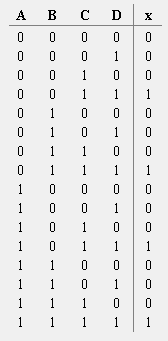 A B C D x
0 0 0 0 0
0 0 0 1 0
0 0 1 0 0
0 0 1 1 1
0 1 0 0 0
0 1 0 1 0
0 1 1 0 0
0 1 1 1 1
1 0 0 0 0
1 0 0 1 0
1 0 1 0 0
1 0 1 1 1
1 1 0 0 0
1 1 0 1 0
1 1 1 0 0
1 1 1 1 1